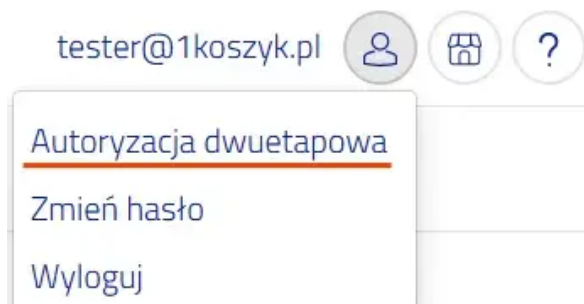 tester@1koszyk.pl ?
Autoryzacja dwuetapowa
Zmień hasło
Wyloguj